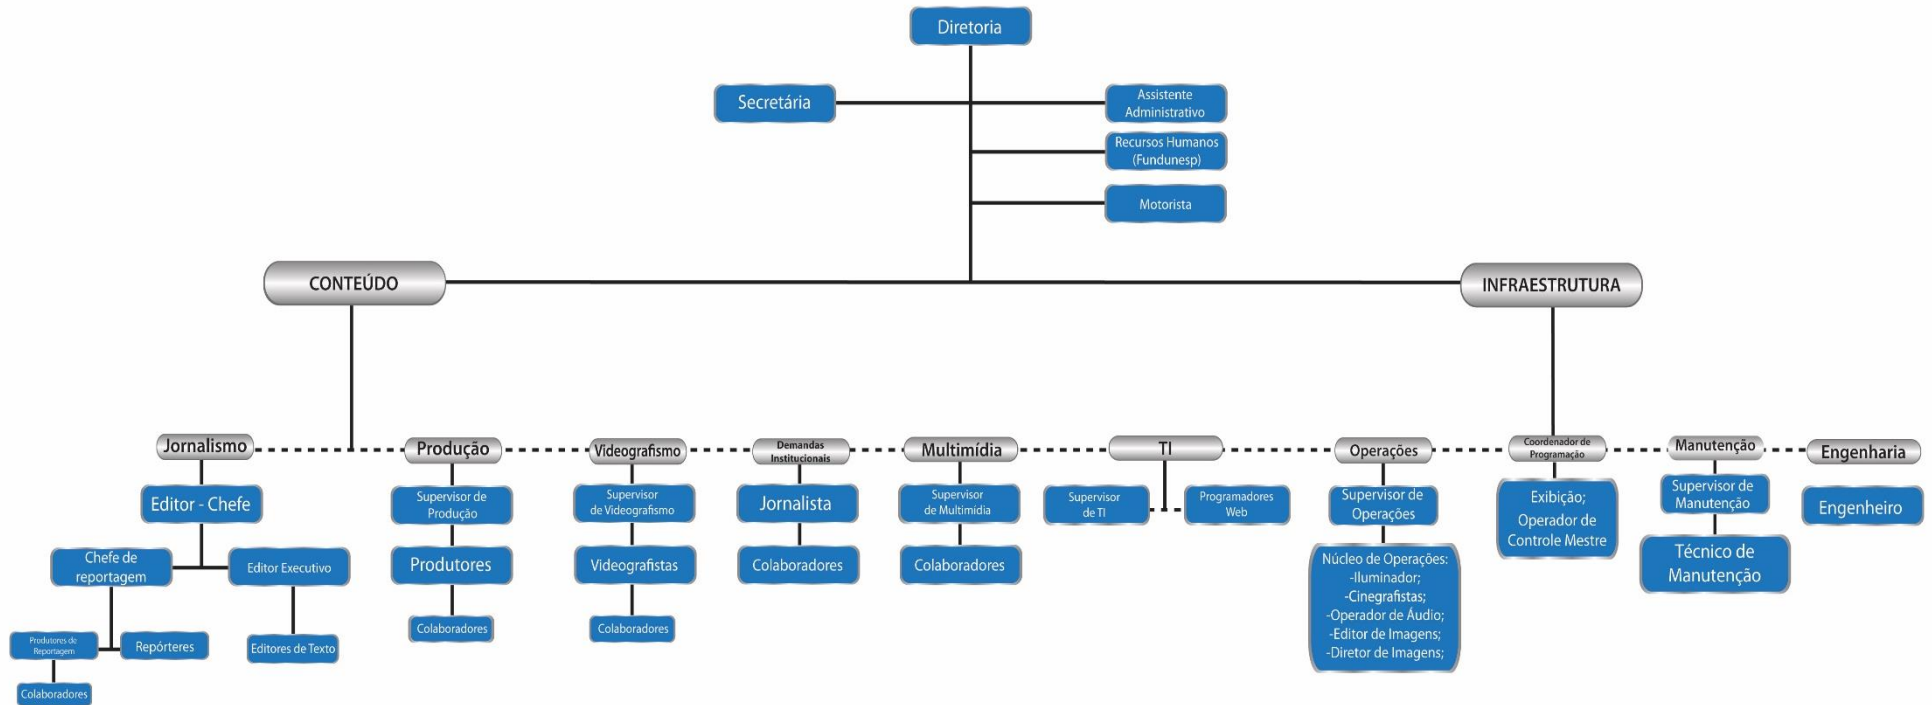 Diretoria
Secretária
Assistente
Administrativo
Recursos Humanos
(Fundunesp)
Motorista
CONTEÚDO
INFRAESTRUTURA
Jornalismo
Editor - Chefe
Chefe de
reportagem
Editor Executivo
Produtores de
Reportagem
Repórteres
Editores de Texto
Colaboradores
Produção
Supervisor de
Produção
Produtores
Colaboradores
Videografismo
Supervisor
de Videografismo
Videografistas
Colaboradores
Demandas
Institucionais
Jornalista
Colaboradores
Multimídia
Supervisor
de Multimídia
Colaboradores
TI
Supervisor
de TI
Programadores
Web
Operações
Supervisor de
Operações
Núcleo de Operações:
-Iluminador;
-Cinegrafistas;
-Operador de Áudio;
-Editor de Imagens;
-Diretor de Imagens;
Coordenador de
Programação
Exibição;
Operador de
Controle Mestre
Manutenção
Supervisor de
Manutenção
Técnico de
Manutenção
Engenharia
Engenheiro